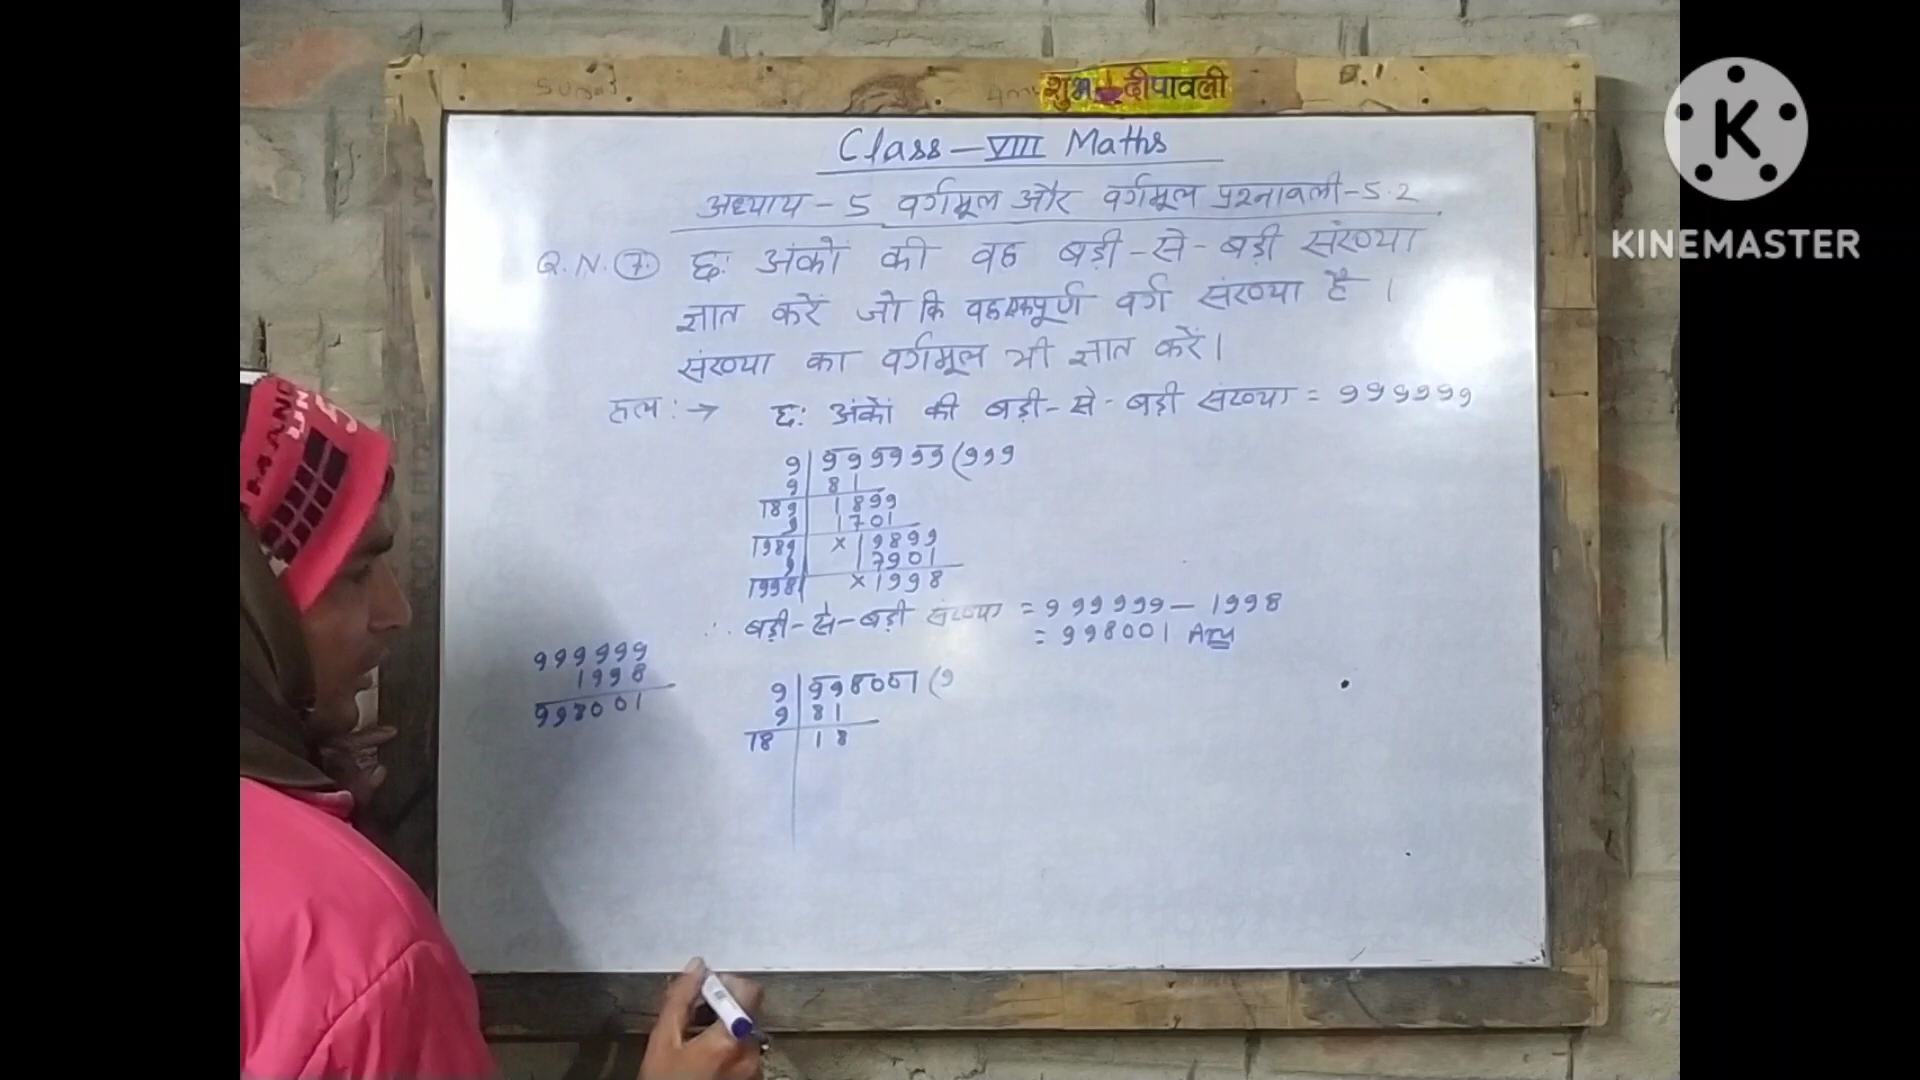 शुभ दीपावली
KINEMASTER
Class - VIII Maths
अध्याय - 5 वर्गमूल और वर्गमूल प्रश्नावली - 5.2
Q.N. 7. छः अंकों की वह बड़ी-से-बड़ी संख्या
ज्ञात करें जो कि वह एक पूर्ण वर्ग संख्या है।
संख्या का वर्गमूल भी ज्ञात करें।
हल :→ छः अंकों की बड़ी-से-बड़ी संख्या = 999999
9 | 999999 (999
9 | 81
189 | 1899
9 | 1701
1989 | × 19899
9 | 17901
1998 | × 1998
∴ बड़ी-से-बड़ी संख्या = 999999 - 1998
= 998001 Ans
999999
1998
998001
9 | 998001 (9
9 | 81
18 | 18